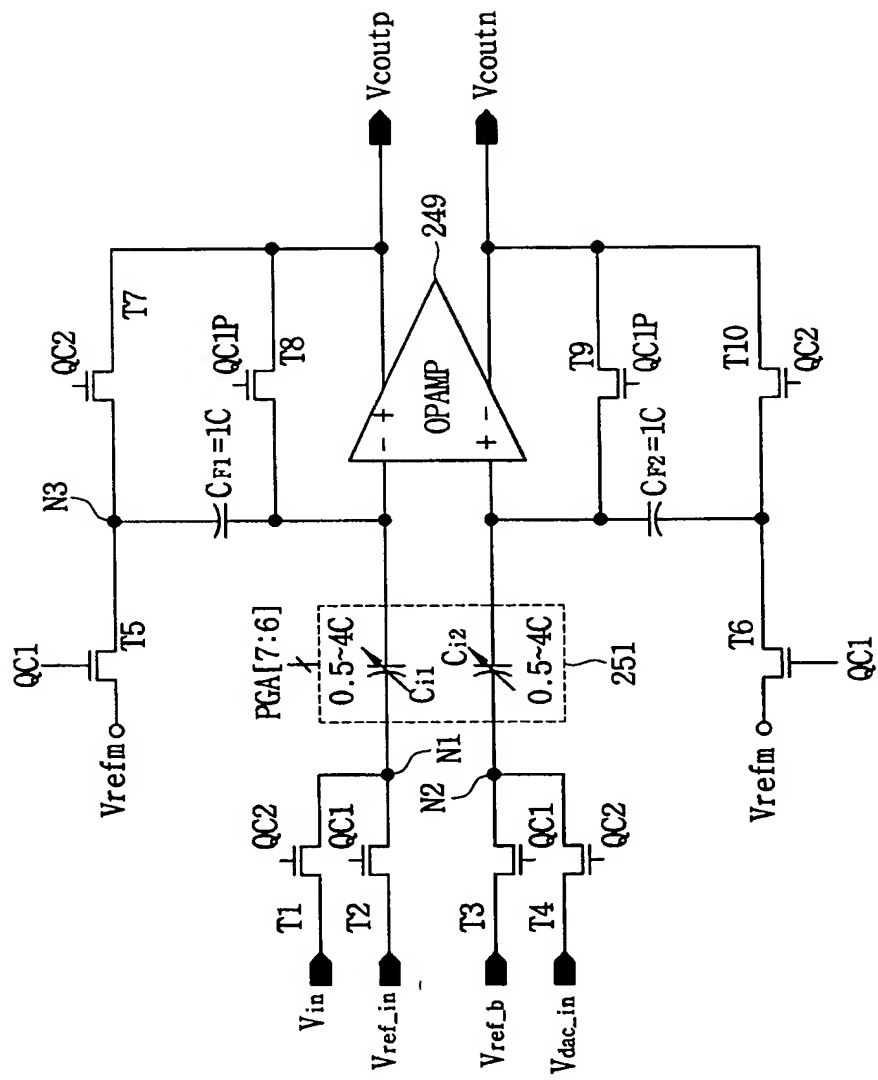 QC1
Vrefm
T5
N3
QC2
T7
CF1=1C
QC1P
T8
Vcoutp
PGA[7:6]
0.5~4C
Ci1
Ci2
0.5~4C
251
- +
OPAMP
+ -
249
Vcoutn
QC2
T1
QC1
T2
N1
N2
T3
QC1
T4
QC2
Vin
Vref_in
Vref_b
Vdac_in
T9
QC1P
CF2=1C
T10
QC2
Vrefm
T6
QC1